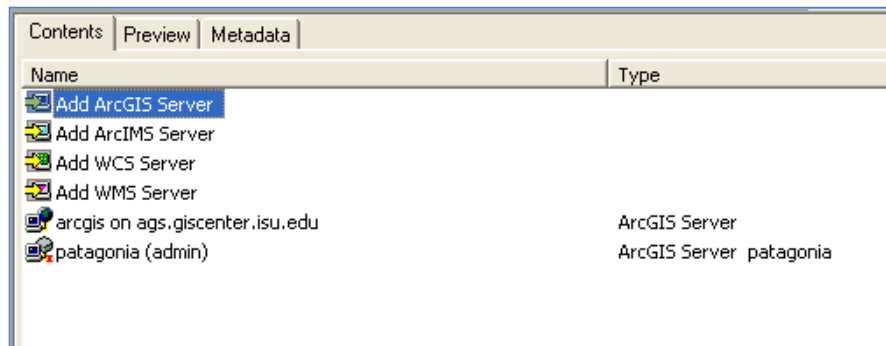 Contents Preview Metadata
Name Type
Add ArcGIS Server
Add ArcIMS Server
Add WCS Server
Add WMS Server
arcgis on ags.giscenter.isu.edu ArcGIS Server
patagonia (admin) ArcGIS Server patagonia